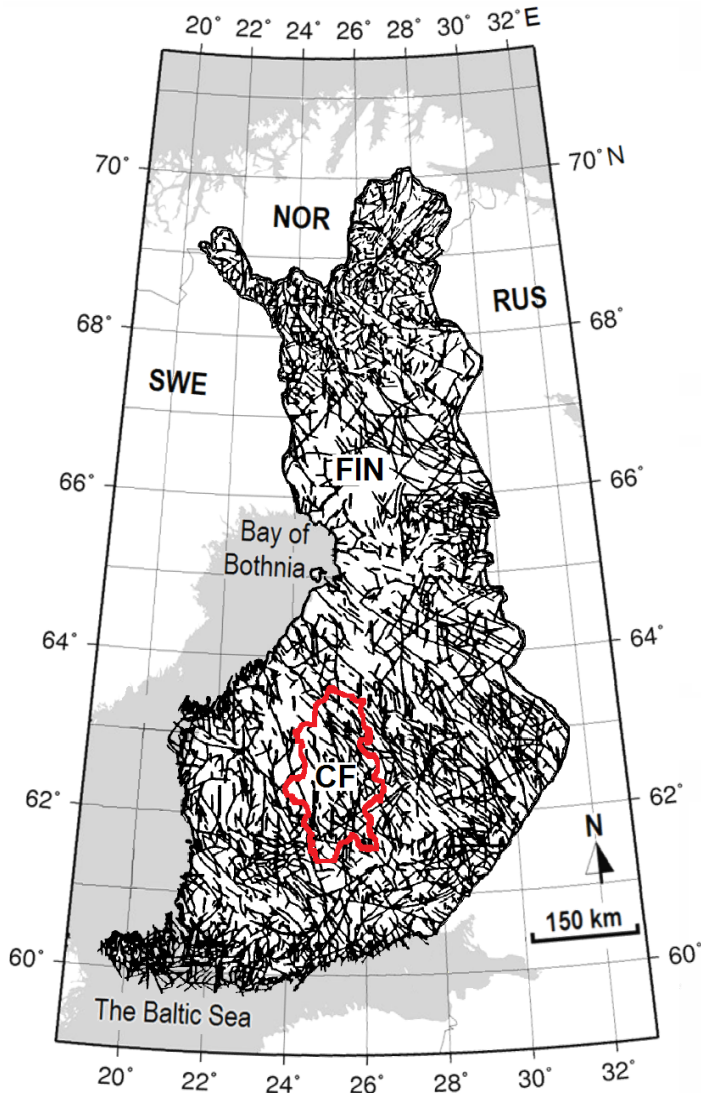 20° 22° 24° 26° 28° 30° 32° E
70°
70° N
NOR
RUS
68°
68°
SWE
FIN
66°
66°
Bay of
Bothnia
64°
64°
CF
62°
62°
N
150 km
60°
60°
The Baltic Sea
20° 22° 24° 26° 28° 30° 32°